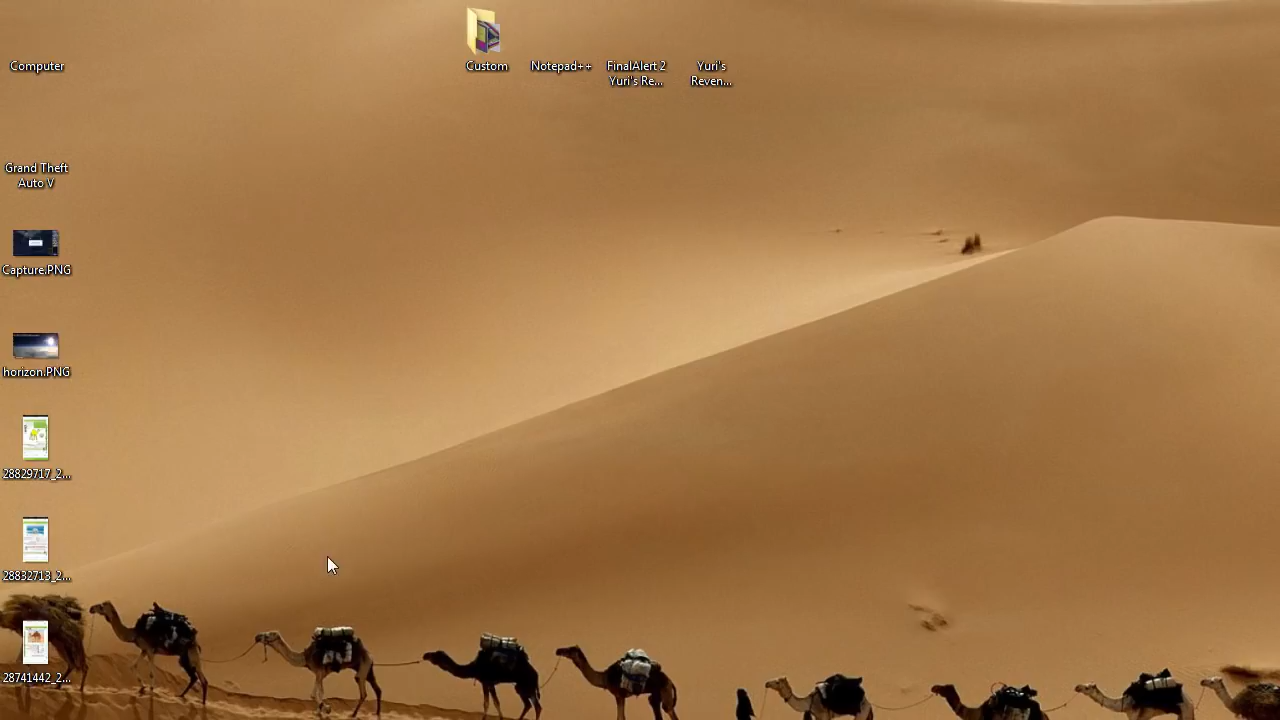 Computer
Custom
Notepad++
FinalAlert 2
Yuri's Re...
Yuri's
Reven...
Grand Theft
Auto V
Capture.PNG
horizon.PNG
28829717_2...
28832713_2...
28741442_2...